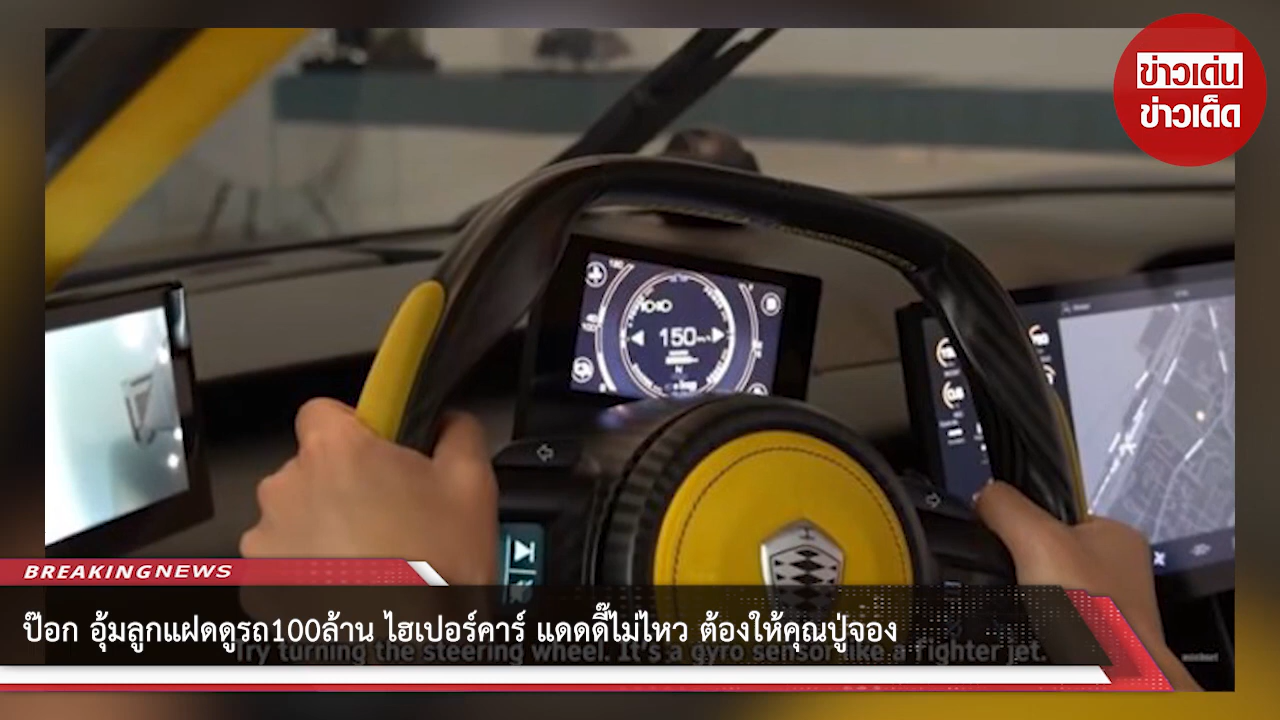 ข่าวเด่น
ข่าวเด็ด
150
N
BREAKING NEWS
ป๊อก อุ้มลูกแฝดดูรถ100ล้าน ไฮเปอร์คาร์ แดดดี๊ไม่ไหว ต้องให้คุณปู่จอง
Try turning the steering wheel. It's a gyro sensor like a fighter jet.